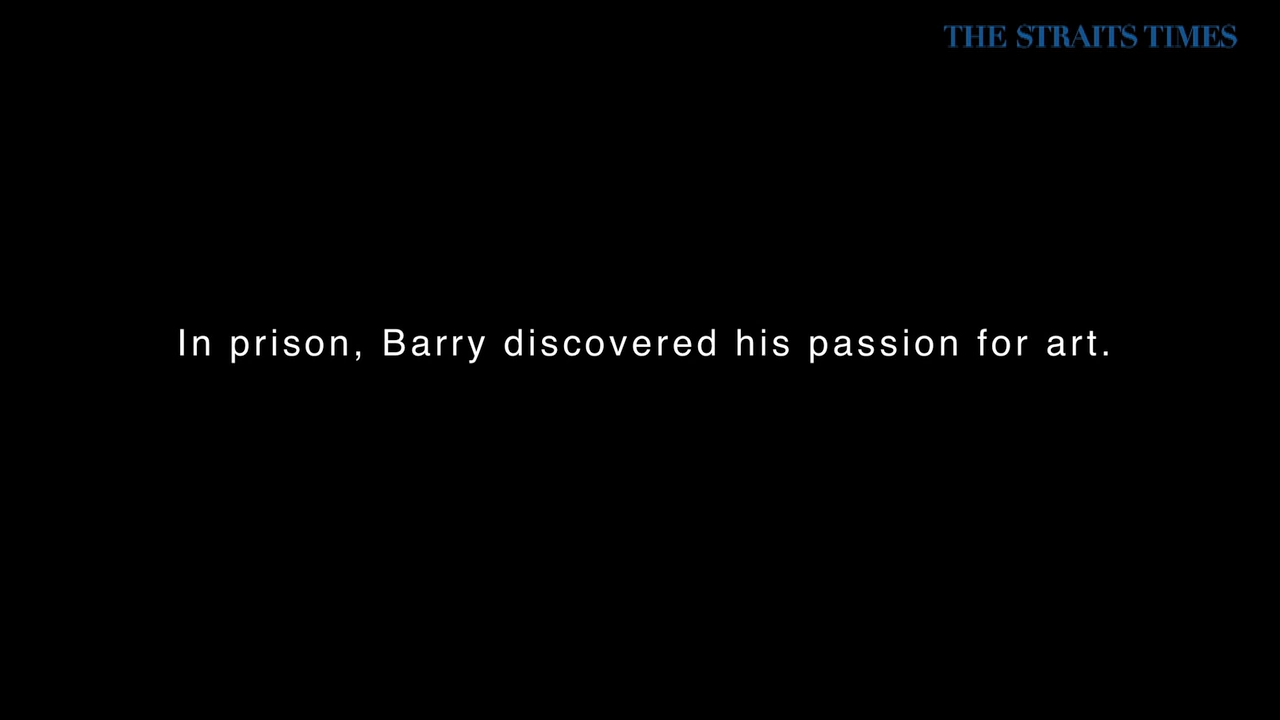 THE STRAITS TIMES
In prison, Barry discovered his passion for art.